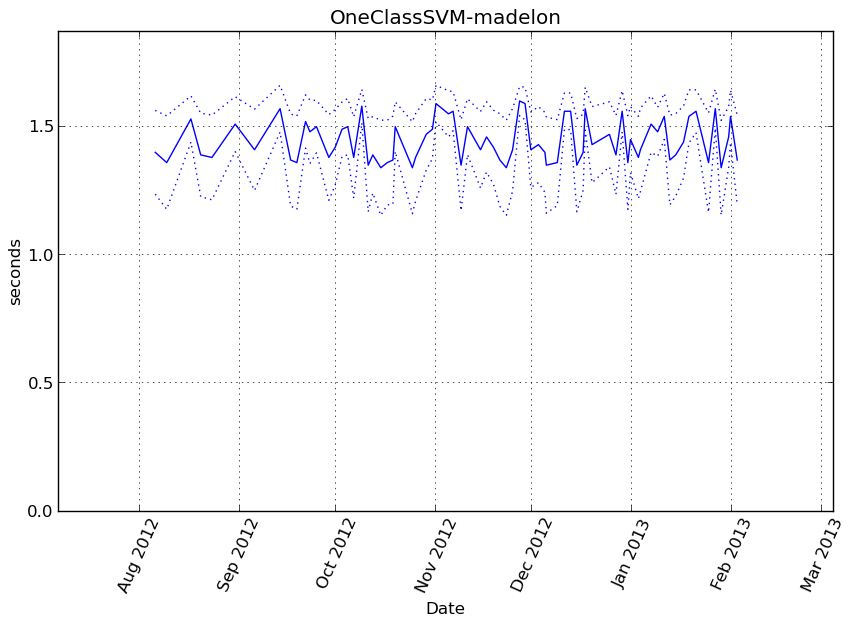 OneClassSVM-madelon
seconds
1.5
1.0
0.5
0.0
Aug 2012
Sep 2012
Oct 2012
Nov 2012
Dec 2012
Jan 2013
Feb 2013
Mar 2013
Date